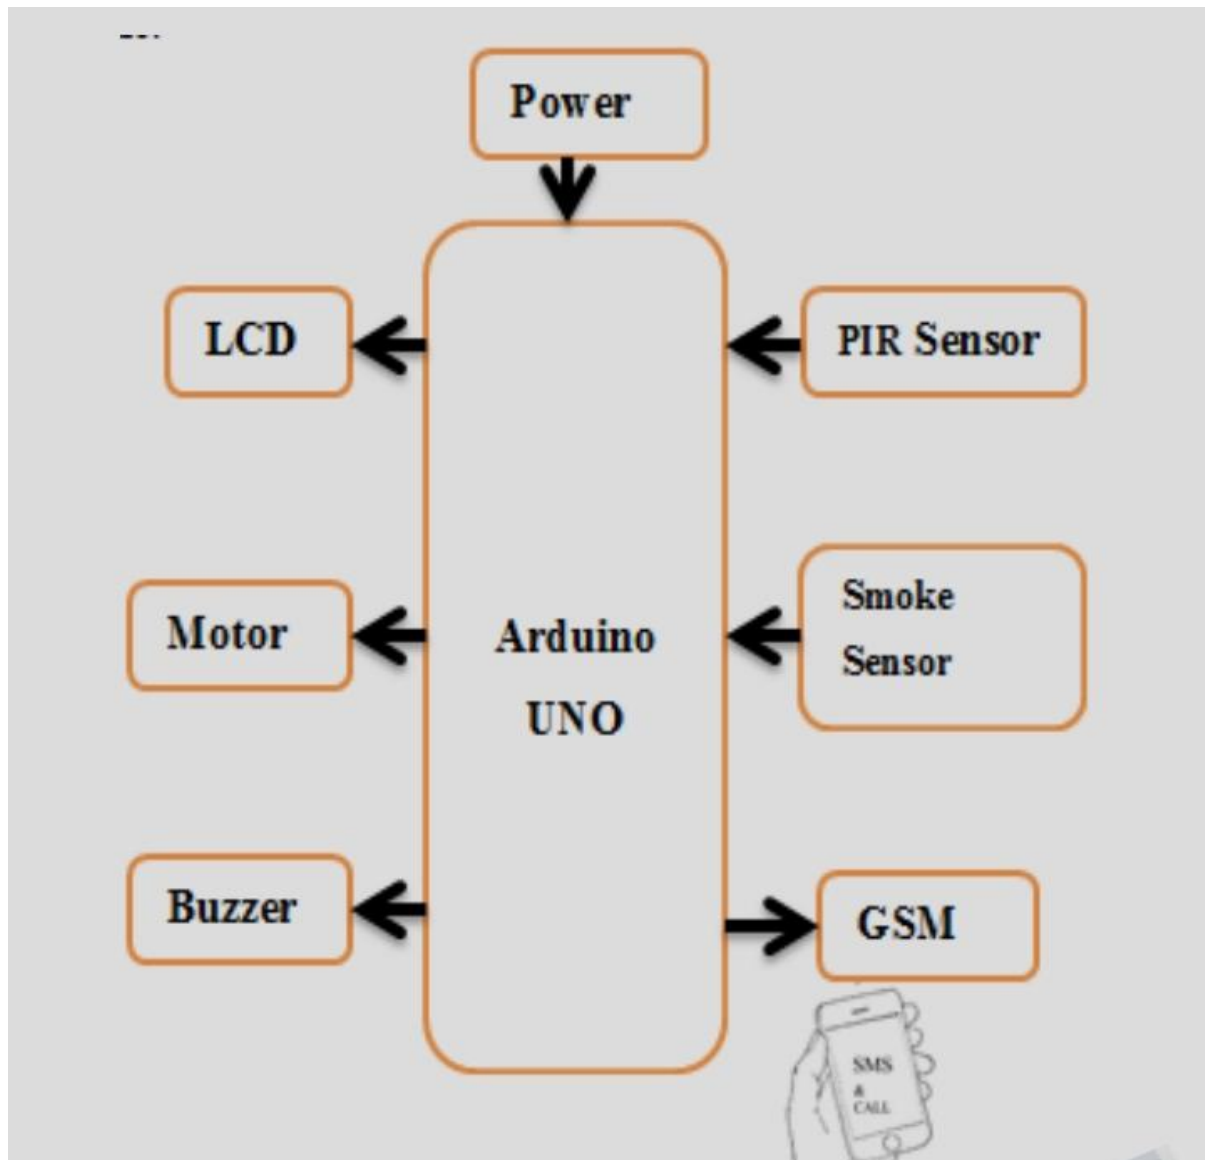 Power
LCD
PIR Sensor
Motor
Arduino
UNO
Smoke
Sensor
Buzzer
GSM
SMS
&
CALL